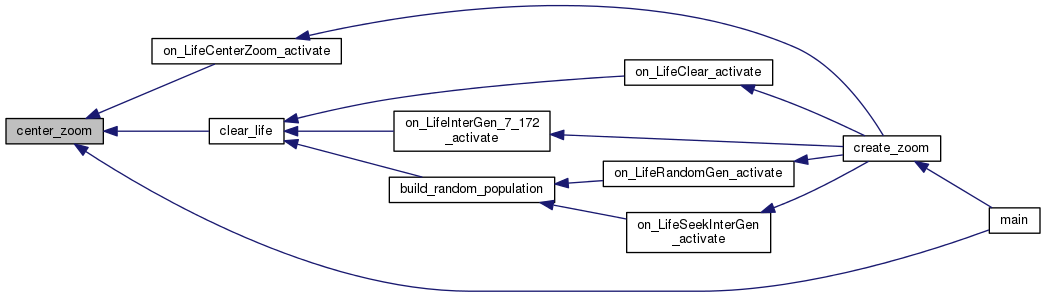 center_zoom
on_LifeCenterZoom_activate
clear_life
on_LifeClear_activate
on_LifeInterGen_7_172
_activate
build_random_population
on_LifeRandomGen_activate
on_LifeSeekInterGen
_activate
create_zoom
main